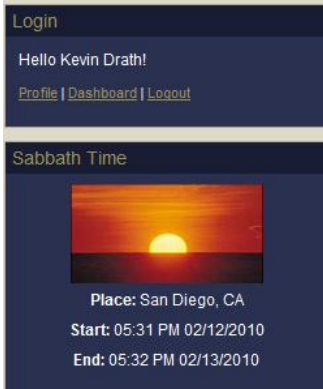 Login
Hello Kevin Drath!
Profile | Dashboard | Logout
Sabbath Time
Place: San Diego, CA
Start: 05:31 PM 02/12/2010
End: 05:32 PM 02/13/2010